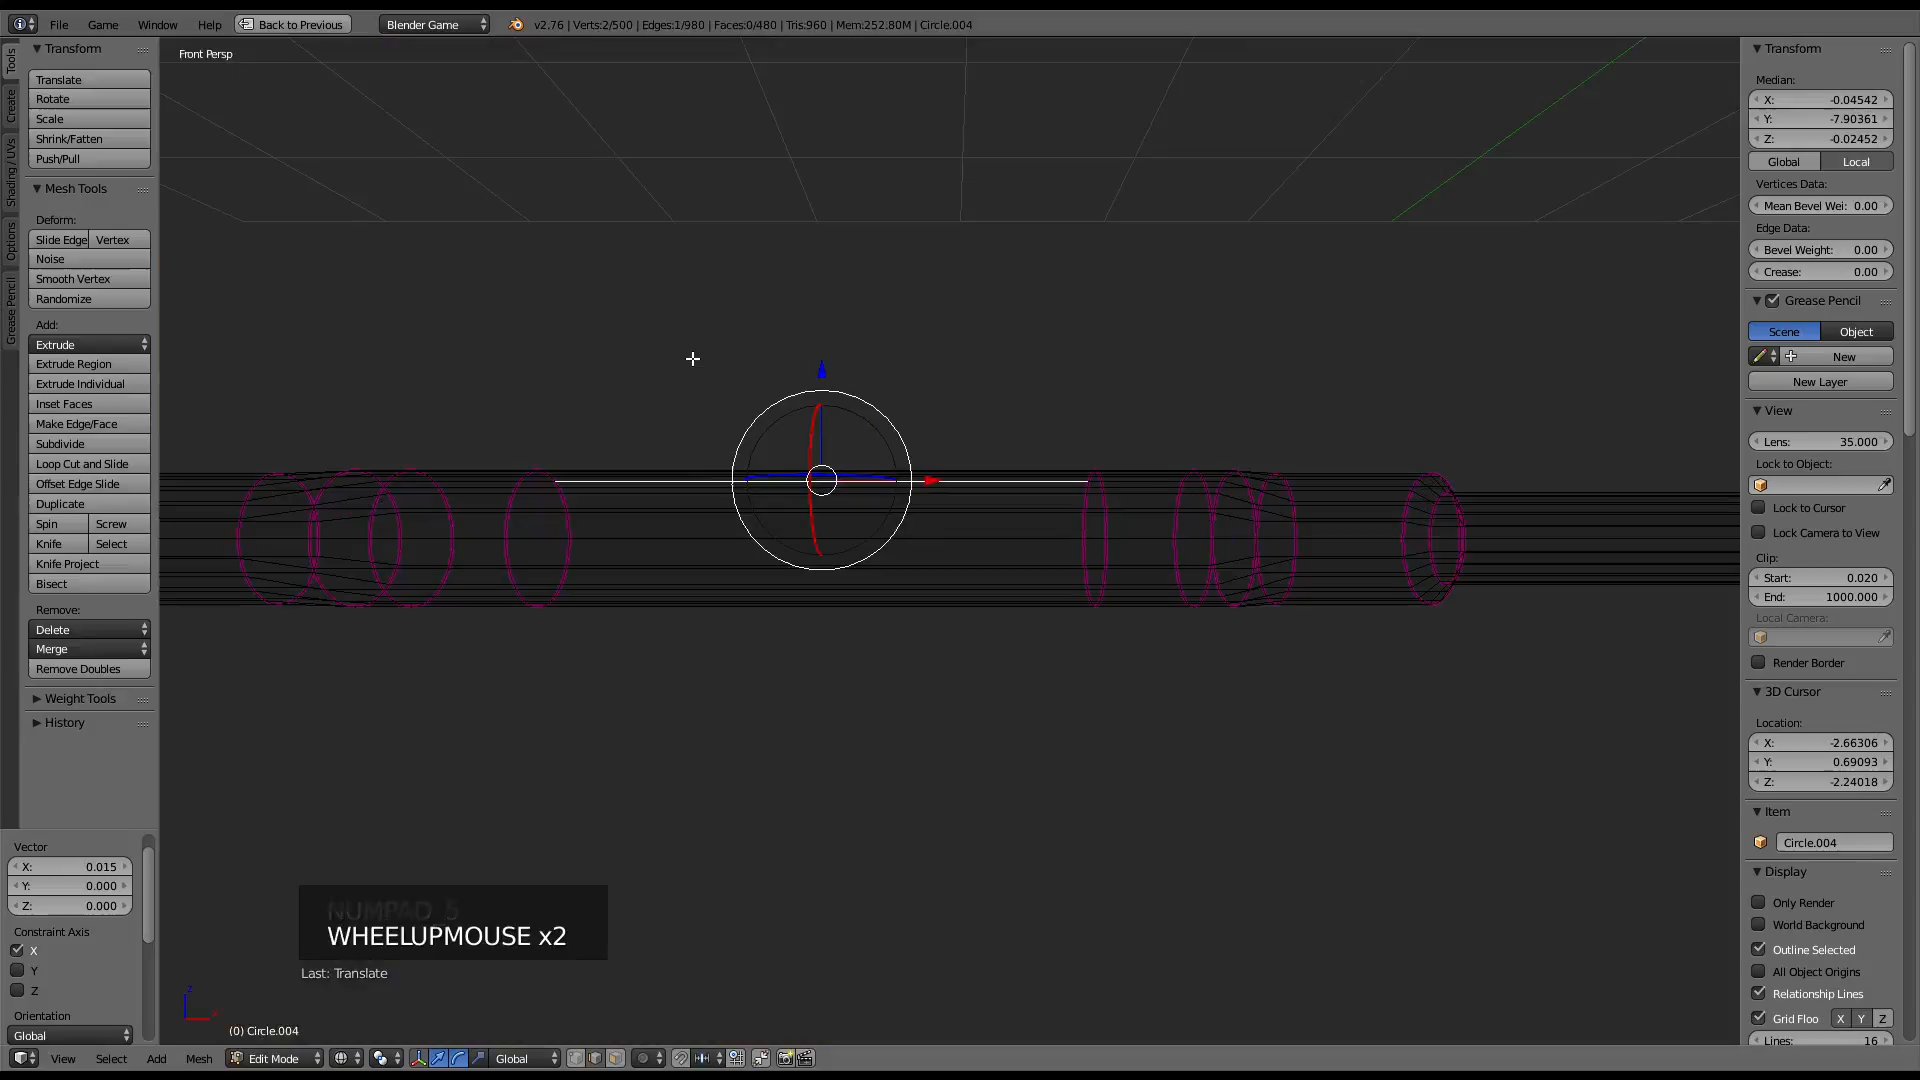 File Game Window Help Back to Previous Blender Game v2.76 | Verts:2/500 | Edges:1/980 | Faces:0/480 | Tris:960 | Mem:252.80M | Circle.004
Front Persp
Tools
Create
Shading / UVs
Options
Grease Pencil
Transform
Translate
Rotate
Scale
Shrink/Fatten
Push/Pull
Mesh Tools
Deform:
Slide Edge Vertex
Noise
Smooth Vertex
Randomize
Add:
Extrude
Extrude Region
Extrude Individual
Inset Faces
Make Edge/Face
Subdivide
Loop Cut and Slide
Offset Edge Slide
Duplicate
Spin Screw
Knife Select
Knife Project
Bisect
Remove:
Delete
Merge
Remove Doubles
Weight Tools
History
Vector
X: 0.015
Y: 0.000
Z: 0.000
Constraint Axis
X
Y
Z
Orientation
Global
NUMPAD 5
WHEELUPMOUSE x2
Last: Translate
(0) Circle.004
View Select Add Mesh Edit Mode Global
Transform
Median:
X: -0.04542
Y: -7.90361
Z: -0.02452
Global Local
Vertices Data:
Mean Bevel Wei: 0.00
Edge Data:
Bevel Weight: 0.00
Crease: 0.00
Grease Pencil
Scene Object
New
New Layer
View
Lens: 35.000
Lock to Object:
Lock to Cursor
Lock Camera to View
Clip:
Start: 0.020
End: 1000.000
Local Camera:
Render Border
3D Cursor
Location:
X: -2.66306
Y: 0.69093
Z: -2.24018
Item
Circle.004
Display
Only Render
World Background
Outline Selected
All Object Origins
Relationship Lines
Grid Floo X Y Z
Lines: 16